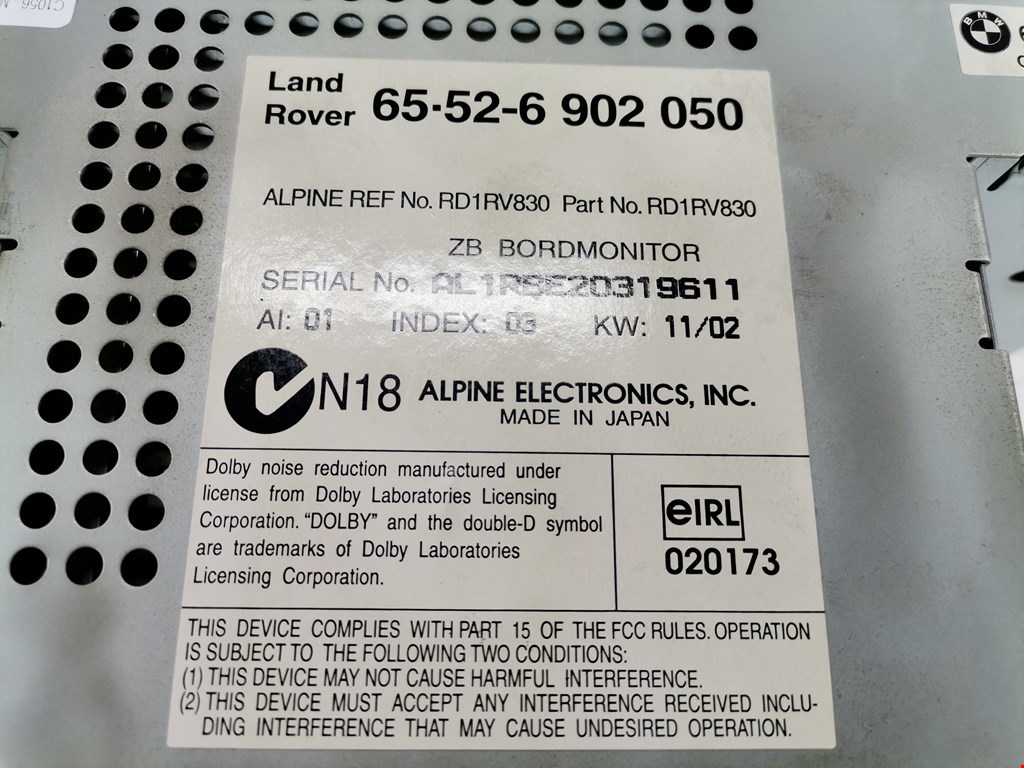 C1056
BMW
Land
Rover 65·52-6 902 050
ALPINE REF No. RD1RV830 Part No. RD1RV830
ZB BORDMONITOR
SERIAL No.
AI: 01 INDEX: 03 KW: 11/02
N18 ALPINE ELECTRONICS, INC.
MADE IN JAPAN
Dolby noise reduction manufactured under
license from Dolby Laboratories Licensing
Corporation. "DOLBY" and the double-D symbol
are trademarks of Dolby Laboratories
Licensing Corporation.
eIRL
020173
THIS DEVICE COMPLIES WITH PART 15 OF THE FCC RULES. OPERATION
IS SUBJECT TO THE FOLLOWING TWO CONDITIONS:
(1) THIS DEVICE MAY NOT CAUSE HARMFUL INTERFERENCE.
(2) THIS DEVICE MUST ACCEPT ANY INTERFERENCE RECEIVED INCLU-
DING INTERFERENCE THAT MAY CAUSE UNDESIRED OPERATION.